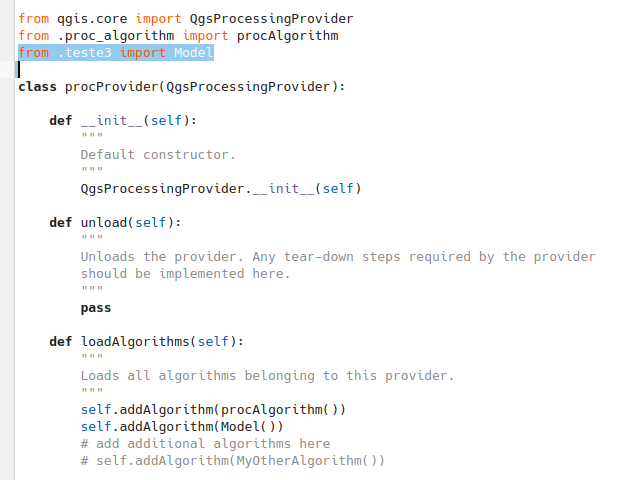 from qgis.core import QgsProcessingProvider
from .proc_algorithm import procAlgorithm
from .teste3 import Model
class procProvider(QgsProcessingProvider):
    def __init__(self):
        """
        Default constructor.
        """
        QgsProcessingProvider.__init__(self)
    def unload(self):
        """
        Unloads the provider. Any tear-down steps required by the provider
        should be implemented here.
        """
        pass
    def loadAlgorithms(self):
        """
        Loads all algorithms belonging to this provider.
        """
        self.addAlgorithm(procAlgorithm())
        self.addAlgorithm(Model())
        # add additional algorithms here
        # self.addAlgorithm(MyOtherAlgorithm())